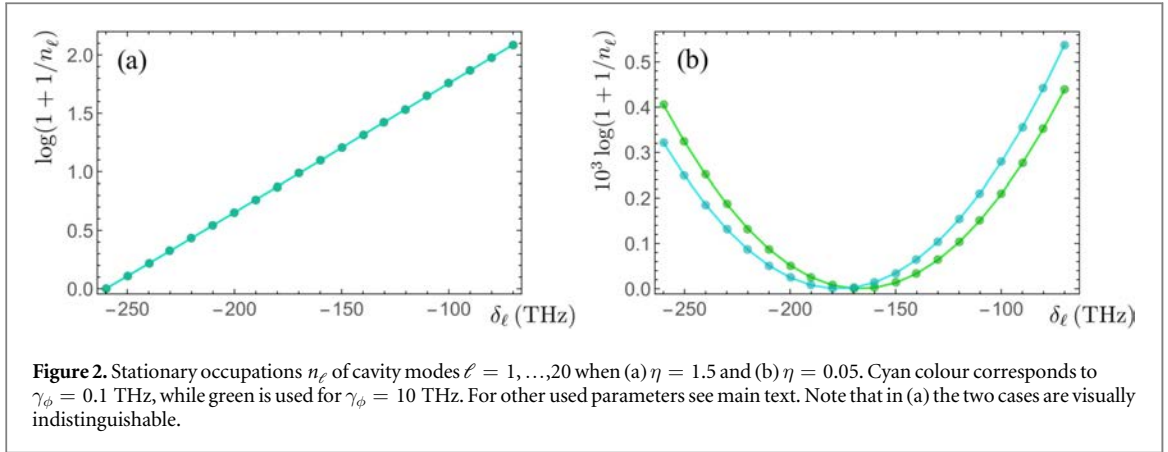 (a)
log(1 + 1/n_ℓ)
2.0
1.5
1.0
0.5
0.0
−250 −200 −150 −100
δ_ℓ (THz)
(b)
10³ log(1 + 1/n_ℓ)
0.5
0.4
0.3
0.2
0.1
0.0
−250 −200 −150 −100
δ_ℓ (THz)
Figure 2. Stationary occupations n_ℓ of cavity modes ℓ = 1, …,20 when (a) η = 1.5 and (b) η = 0.05. Cyan colour corresponds to
γ_ϕ = 0.1 THz, while green is used for γ_ϕ = 10 THz. For other used parameters see main text. Note that in (a) the two cases are visually
indistinguishable.